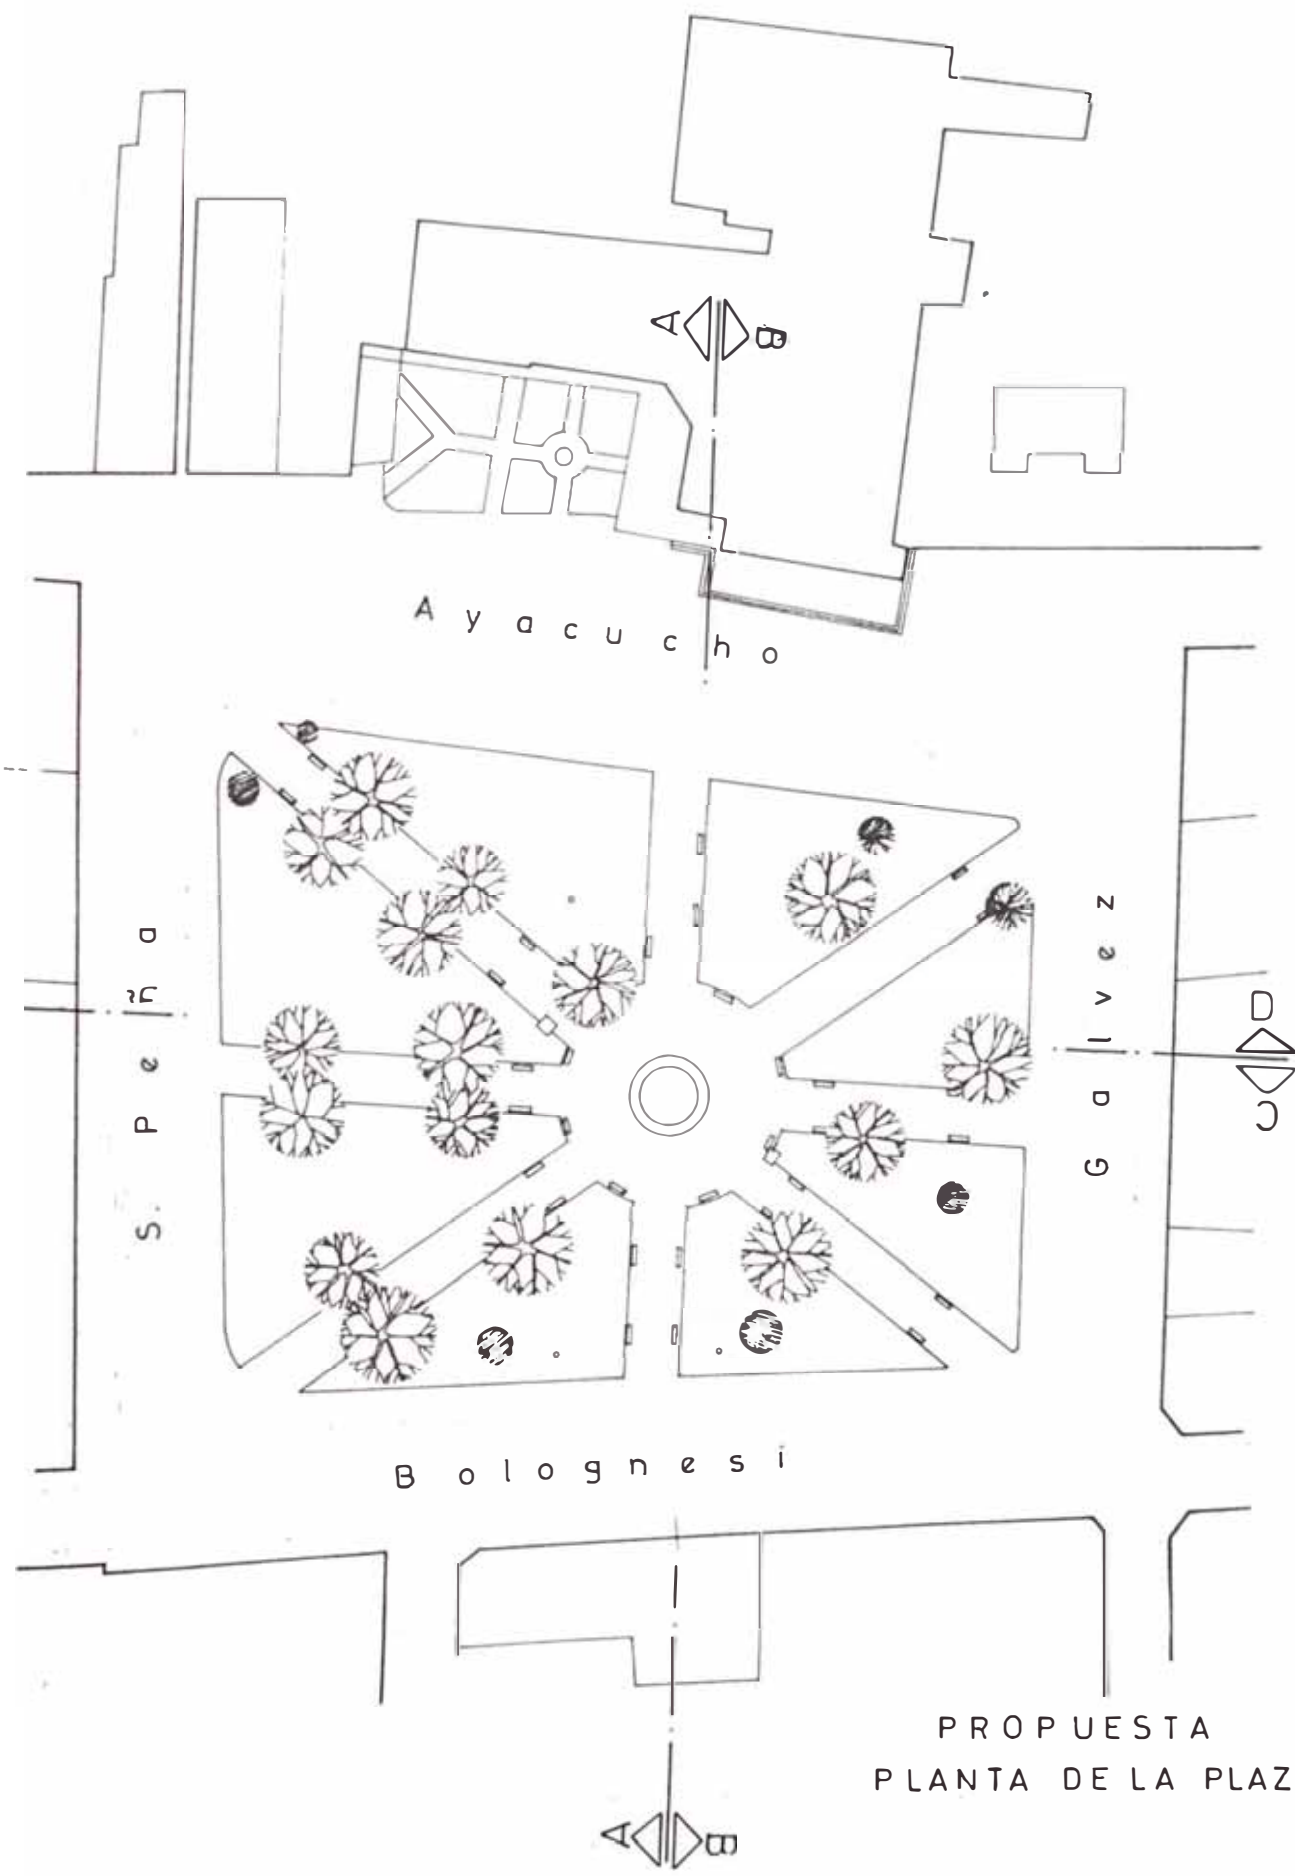 A B
Ayacucho
S. Peña
Galvez
D
C
Bolognesi
PROPUESTA
PLANTA DE LA PLAZ
A B